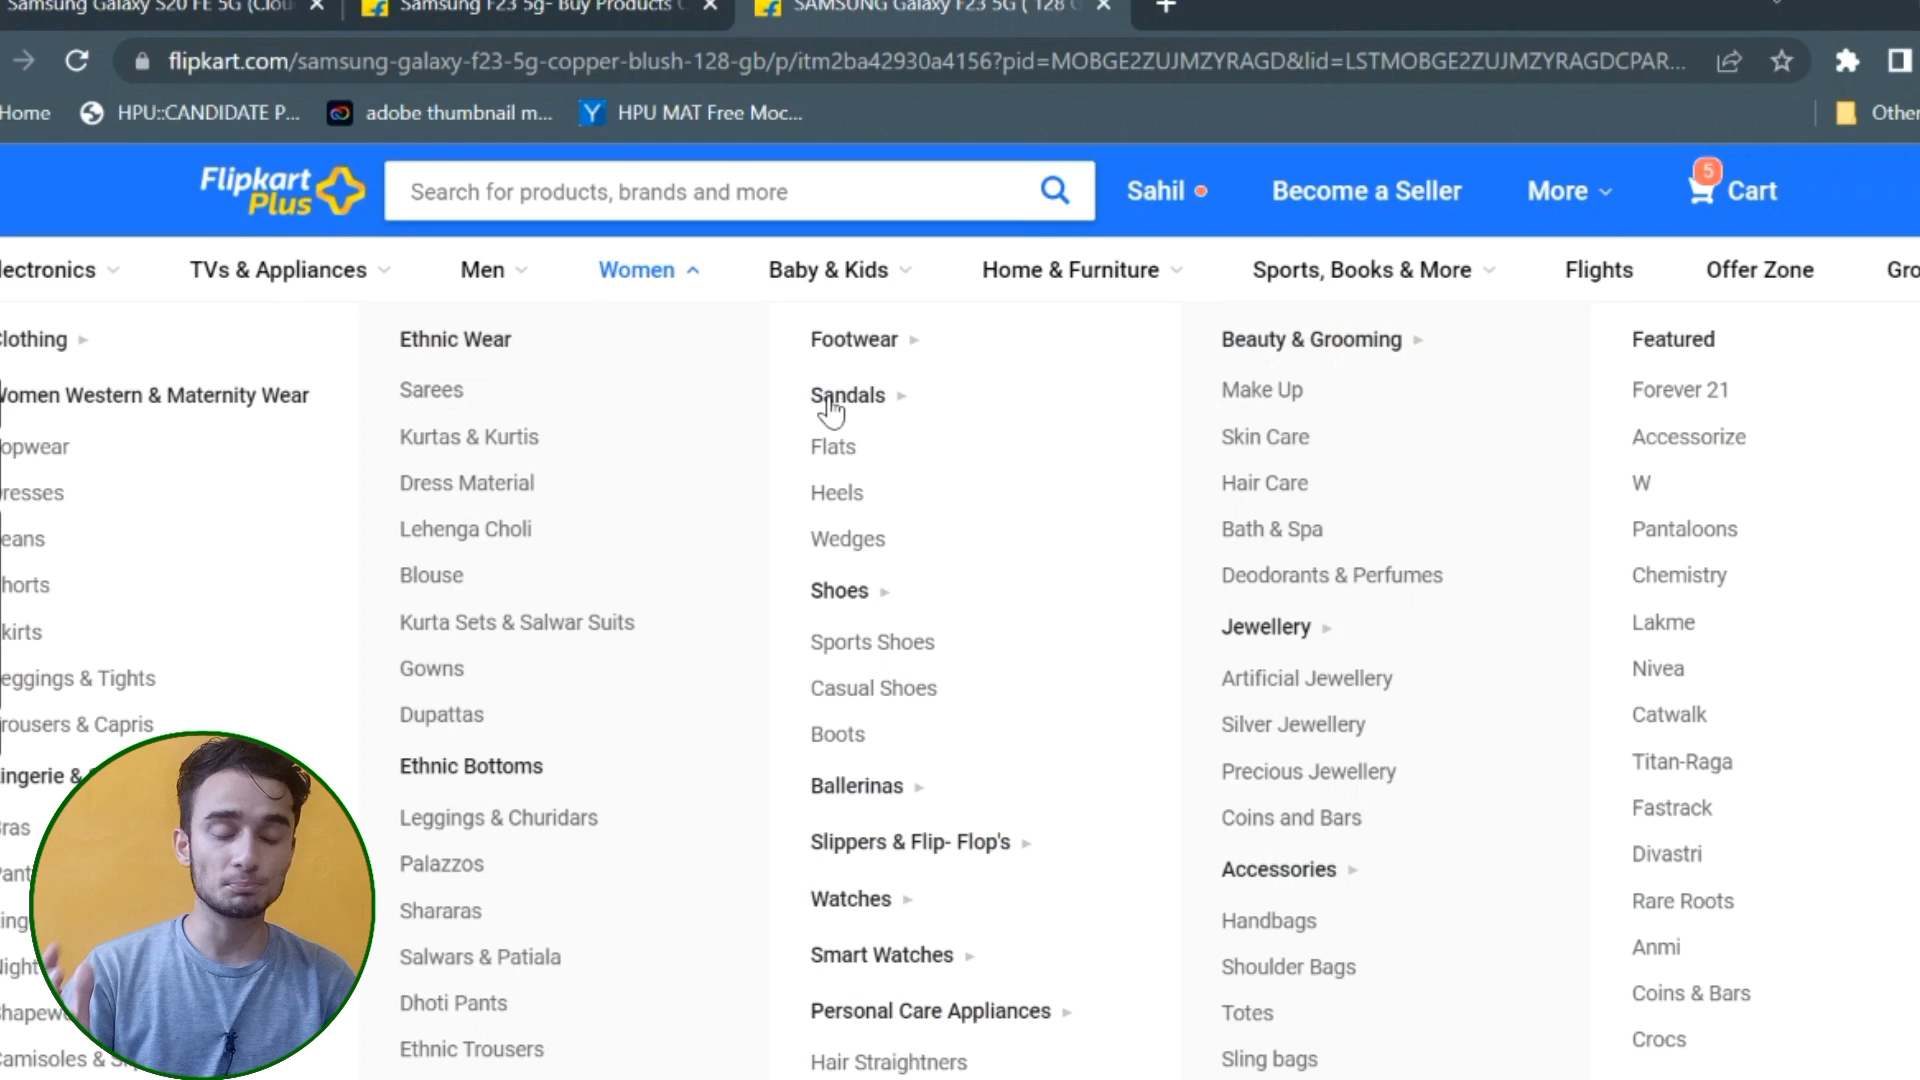 Samsung Galaxy S20 FE 5G (Clou
Samsung F23 5g- Buy Products
SAMSUNG Galaxy F23 5G ( 128 G
flipkart.com/samsung-galaxy-f23-5g-copper-blush-128-gb/p/itm2ba42930a4156?pid=MOBGE2ZUJMZYRAGD&lid=LSTMOBGE2ZUJMZYRAGDCPAR...
Home
HPU::CANDIDATE P...
adobe thumbnail m...
HPU MAT Free Moc...
Other
Flipkart
Plus
Search for products, brands and more
Sahil
Become a Seller
More
5
Cart
lectronics
TVs & Appliances
Men
Women
Baby & Kids
Home & Furniture
Sports, Books & More
Flights
Offer Zone
Gro
Clothing
Women Western & Maternity Wear
opwear
resses
eans
horts
kirts
eggings & Tights
rousers & Capris
ingerie &
ras
Pant
ing
Night
Shapew
Camisoles & S
Ethnic Wear
Sarees
Kurtas & Kurtis
Dress Material
Lehenga Choli
Blouse
Kurta Sets & Salwar Suits
Gowns
Dupattas
Ethnic Bottoms
Leggings & Churidars
Palazzos
Shararas
Salwars & Patiala
Dhoti Pants
Ethnic Trousers
Footwear
Sandals
Flats
Heels
Wedges
Shoes
Sports Shoes
Casual Shoes
Boots
Ballerinas
Slippers & Flip- Flop's
Watches
Smart Watches
Personal Care Appliances
Hair Straightners
Beauty & Grooming
Make Up
Skin Care
Hair Care
Bath & Spa
Deodorants & Perfumes
Jewellery
Artificial Jewellery
Silver Jewellery
Precious Jewellery
Coins and Bars
Accessories
Handbags
Shoulder Bags
Totes
Sling bags
Featured
Forever 21
Accessorize
W
Pantaloons
Chemistry
Lakme
Nivea
Catwalk
Titan-Raga
Fastrack
Divastri
Rare Roots
Anmi
Coins & Bars
Crocs